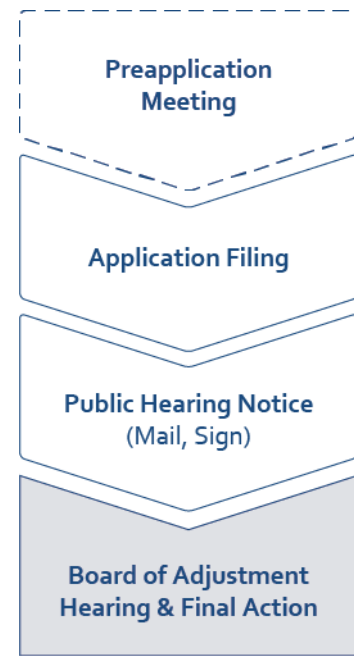 Preapplication
Meeting
Application Filing
Public Hearing Notice
(Mail, Sign)
Board of Adjustment
Hearing & Final Action